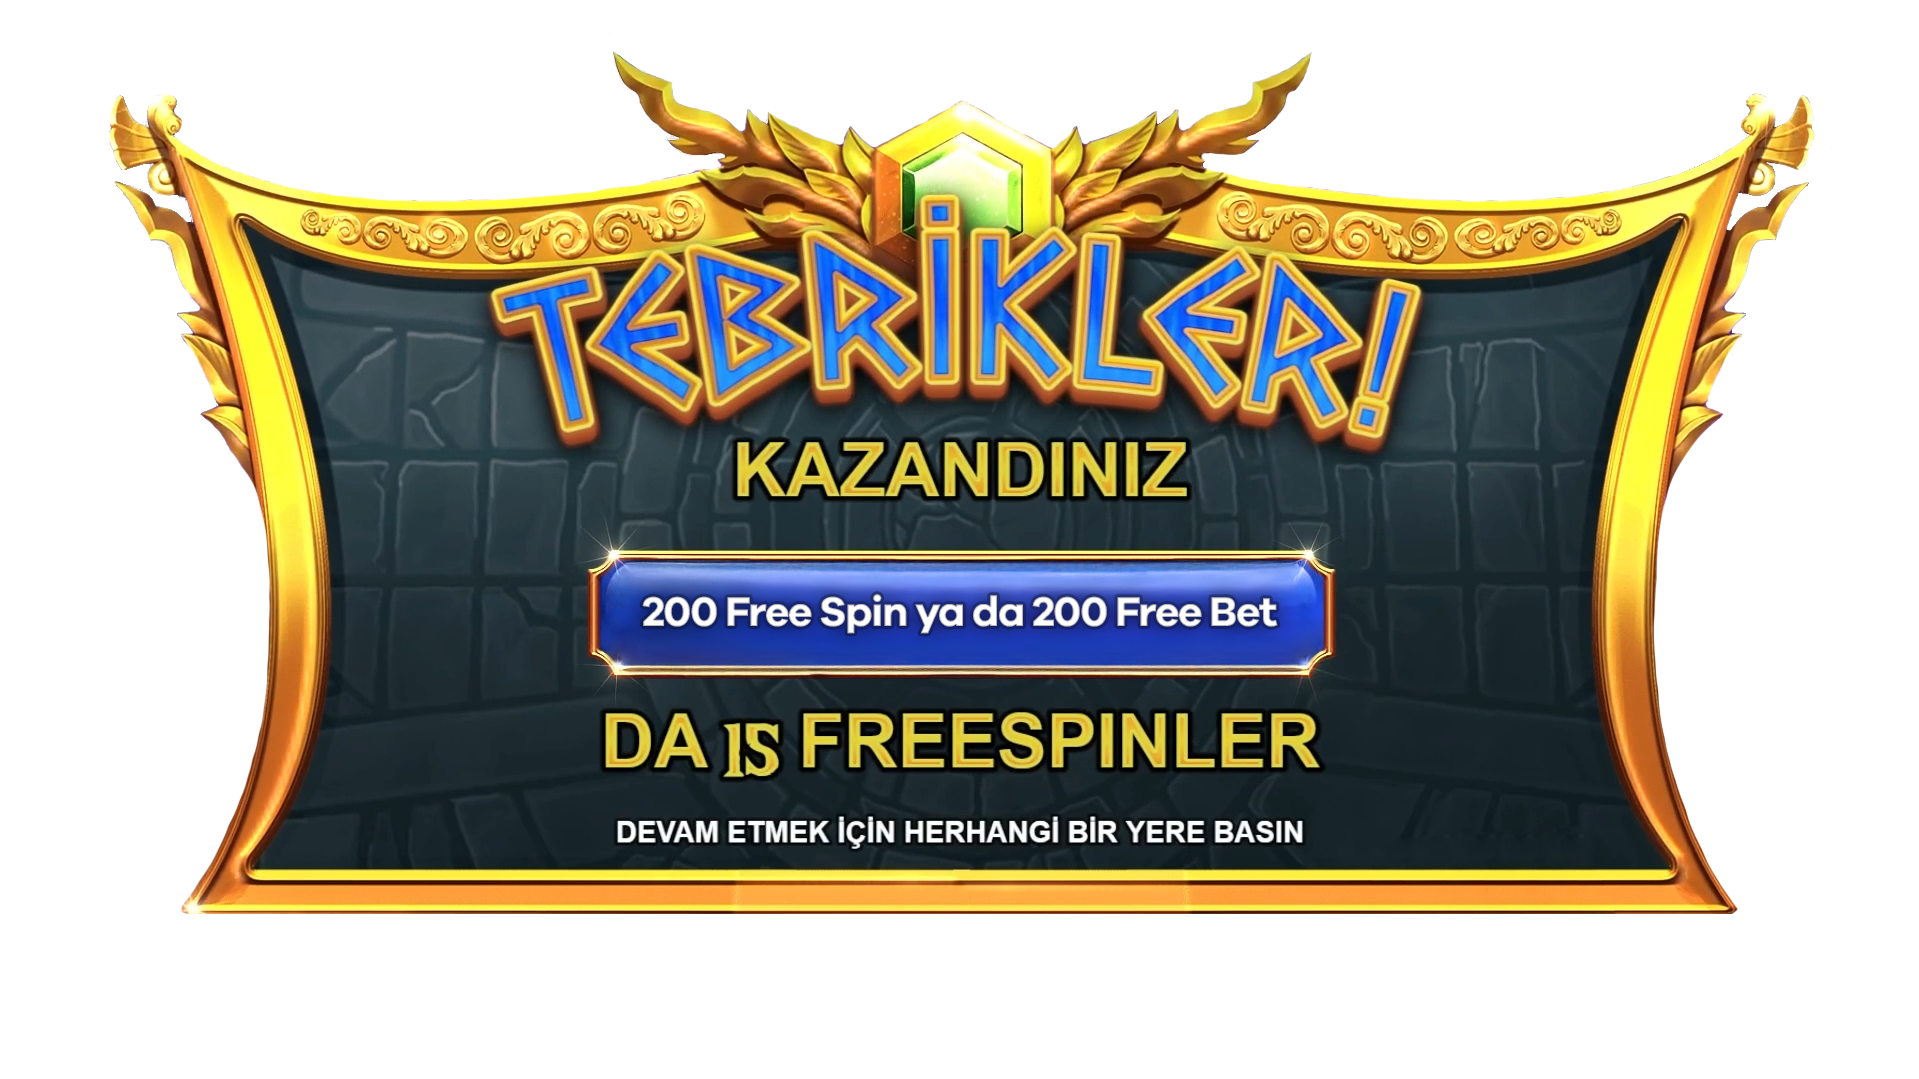 TEBRİKLER!
KAZANDINIZ
200 Free Spin ya da 200 Free Bet
DA 15 FREESPINLER
DEVAM ETMEK İÇİN HERHANGİ BİR YERE BASIN